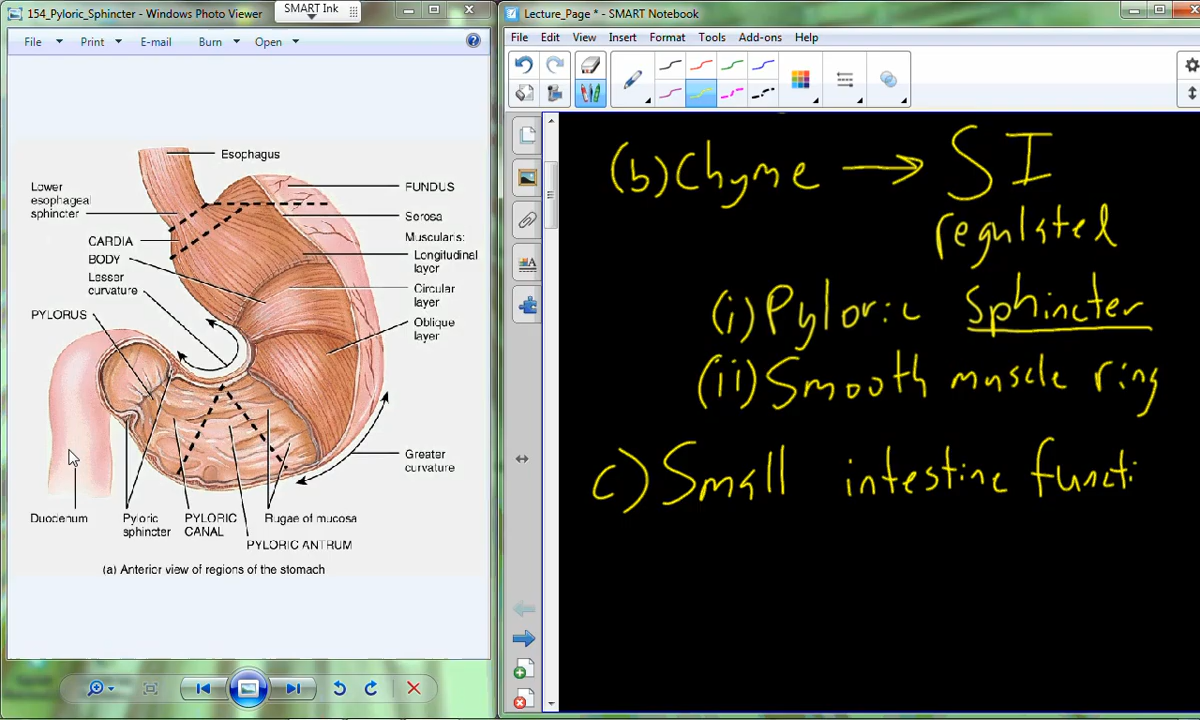 154_Pyloric_Sphincter - Windows Photo Viewer
SMART Ink
File Print E-mail Burn Open
Esophagus
Lower
esophageal
sphincter
FUNDUS
Serosa
CARDIA
Muscularis:
BODY
Longitudinal
layer
Lesser
curvature
Circular
layer
PYLORUS
Oblique
layer
Greater
curvature
Duodenum
Pyloric
sphincter
PYLORIC
CANAL
Rugae of mucosa
PYLORIC ANTRUM
(a) Anterior view of regions of the stomach
Lecture_Page * - SMART Notebook
File Edit View Insert Format Tools Add-ons Help
(b) Chyme → SI
regulated
(i) Pyloric Sphincter
(ii) Smooth muscle ring
c) Small intestine functi